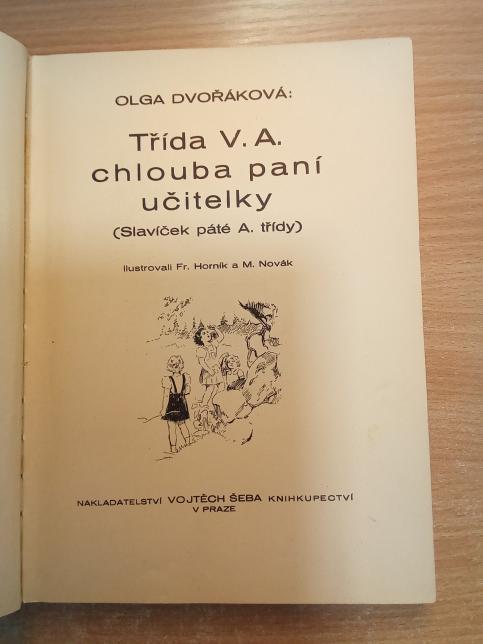 OLGA DVOŘÁKOVÁ:
Třída V. A.
chlouba paní
učitelky
(Slavíček páté A. třídy)
Ilustrovali Fr. Horník a M. Novák
NAKLADATELSTVÍ VOJTĚCH ŠEBA KNIHKUPECTVÍ
V PRAZE